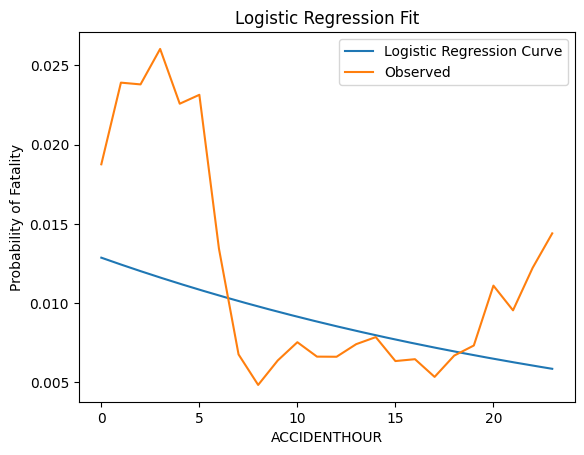 Logistic Regression Fit
Logistic Regression Curve
Observed
Probability of Fatality
0.025
0.020
0.015
0.010
0.005
0
5
10
15
20
ACCIDENTHOUR